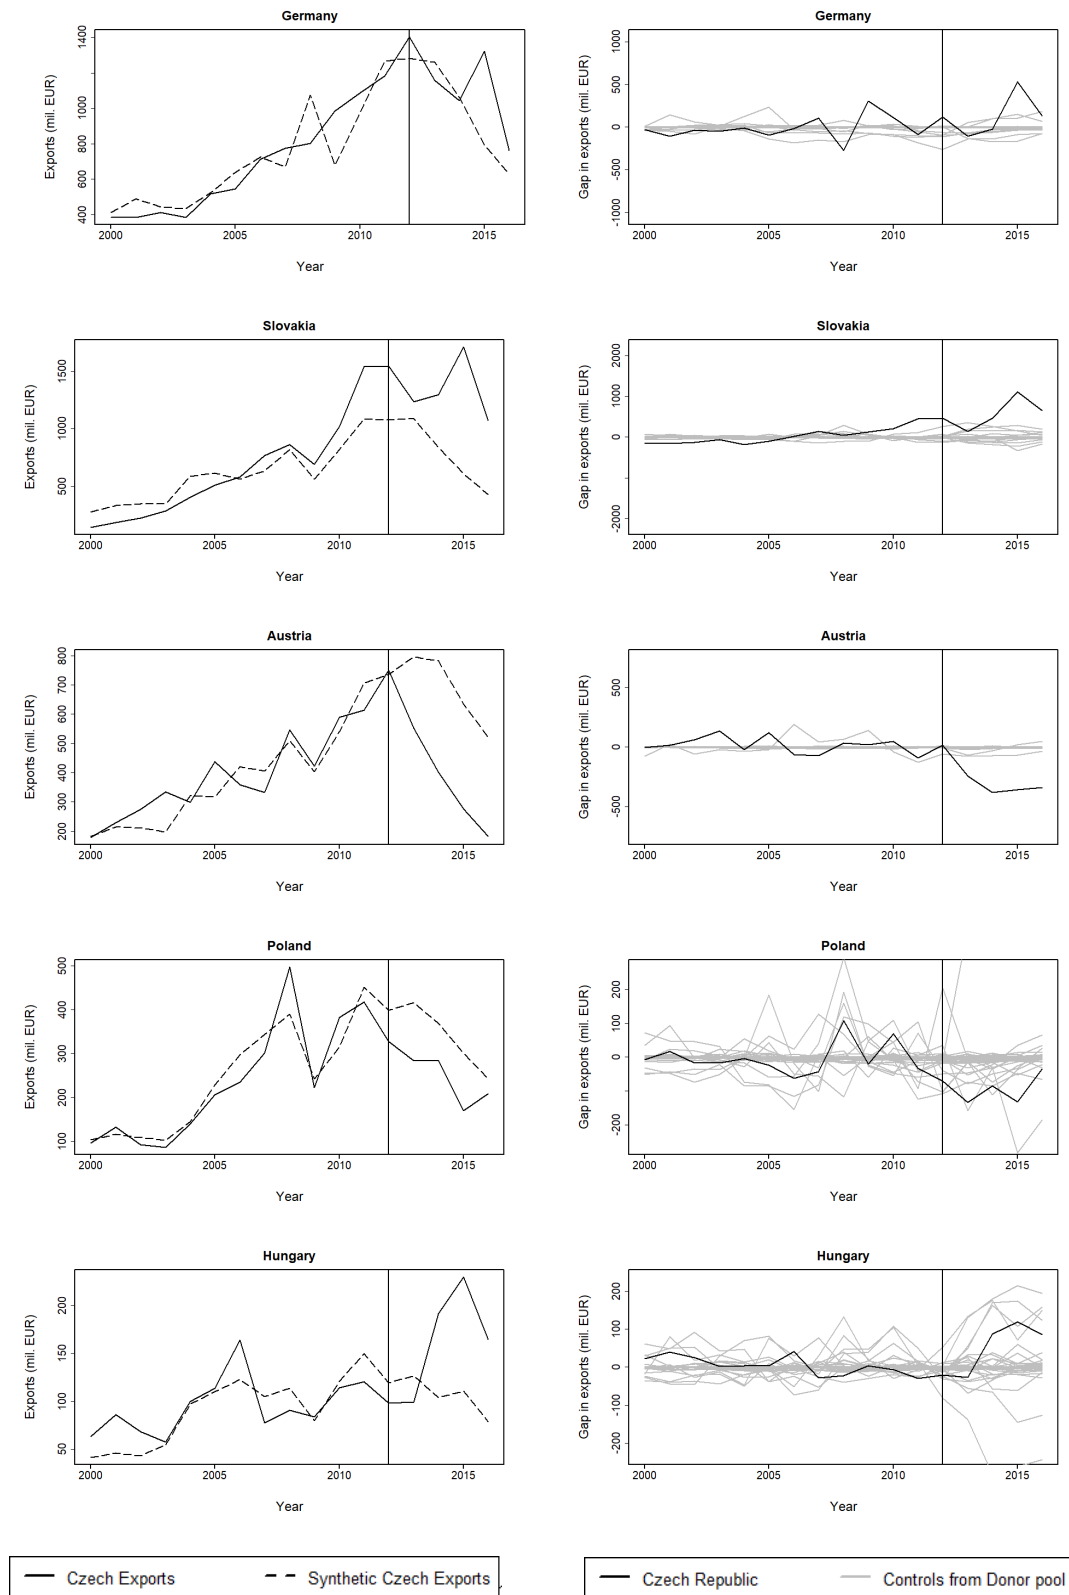 Germany
Exports (mil. EUR)
1400
1000
800
600
400
2000
2005
2010
2015
Year
Germany
Gap in exports (mil. EUR)
1000
500
0
-500
-1000
2000
2005
2010
2015
Year
Slovakia
Exports (mil. EUR)
1500
1000
500
2000
2005
2010
2015
Year
Slovakia
Gap in exports (mil. EUR)
2000
1000
0
-2000
2000
2005
2010
2015
Year
Austria
Exports (mil. EUR)
800
700
600
500
400
300
200
2000
2005
2010
2015
Year
Austria
Gap in exports (mil. EUR)
500
0
-500
2000
2005
2010
2015
Year
Poland
Exports (mil. EUR)
500
400
300
200
100
2000
2005
2010
2015
Year
Poland
Gap in exports (mil. EUR)
200
100
0
-200
2000
2005
2010
2015
Year
Hungary
Exports (mil. EUR)
200
150
100
50
2000
2005
2010
2015
Year
Hungary
Gap in exports (mil. EUR)
200
100
0
-100
-200
2000
2005
2010
2015
Year
Czech Exports
Synthetic Czech Exports
Czech Republic
Controls from Donor pool